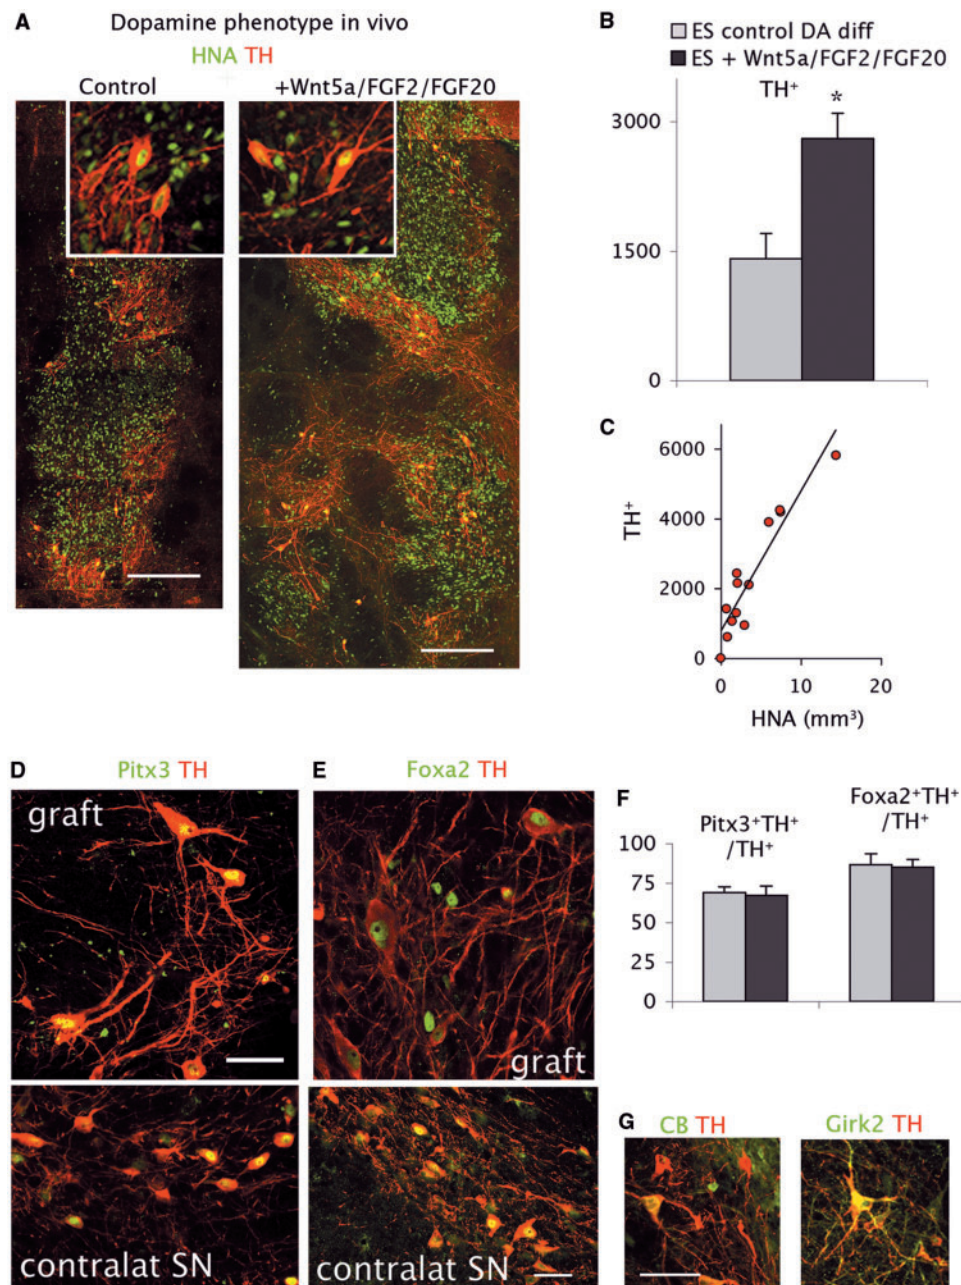 A
Dopamine phenotype in vivo
HNA TH
Control
+Wnt5a/FGF2/FGF20
B
ES control DA diff
ES + Wnt5a/FGF2/FGF20
TH⁺
*
3000
1500
0
C
TH⁺
6000
4000
2000
0
0 10 20
HNA (mm³)
D
Pitx3 TH
graft
contralat SN
E
Foxa2 TH
graft
contralat SN
F
Pitx3⁺TH⁺
/TH⁺
Foxa2⁺TH⁺
/TH⁺
100
75
50
25
0
G
CB TH
Girk2 TH